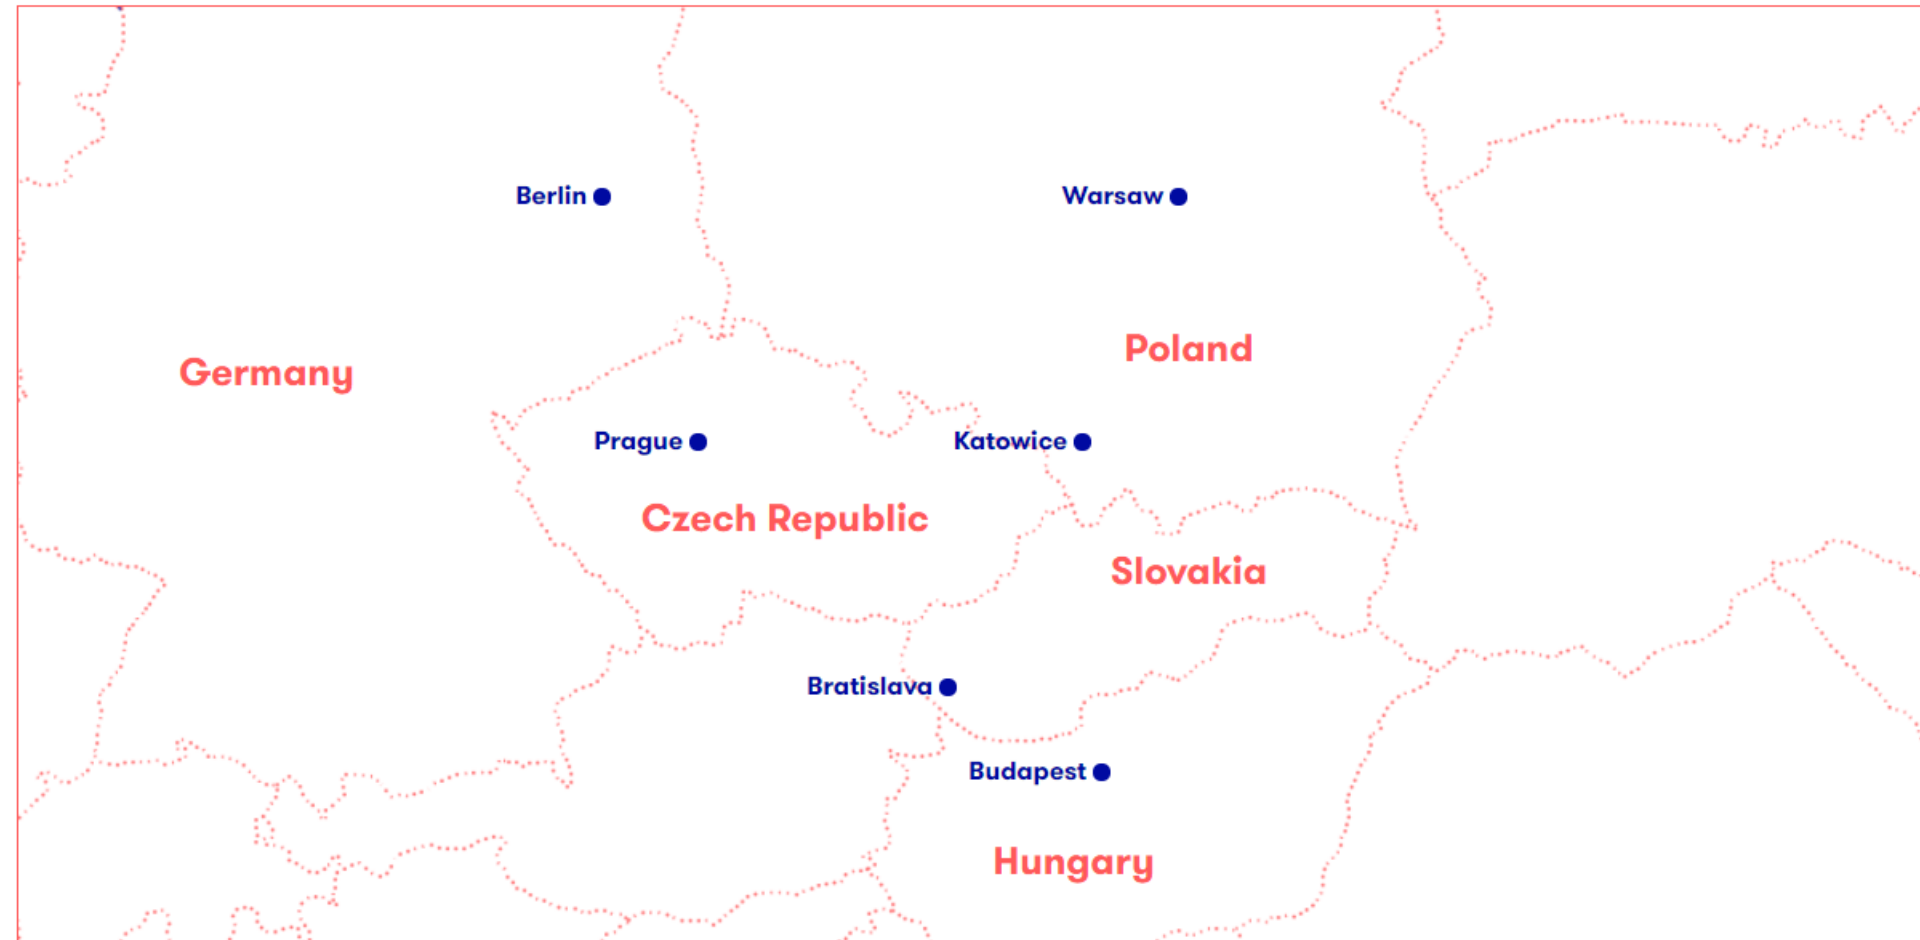 Berlin
Warsaw
Poland
Germany
Prague
Katowice
Czech Republic
Slovakia
Bratislava
Budapest
Hungary